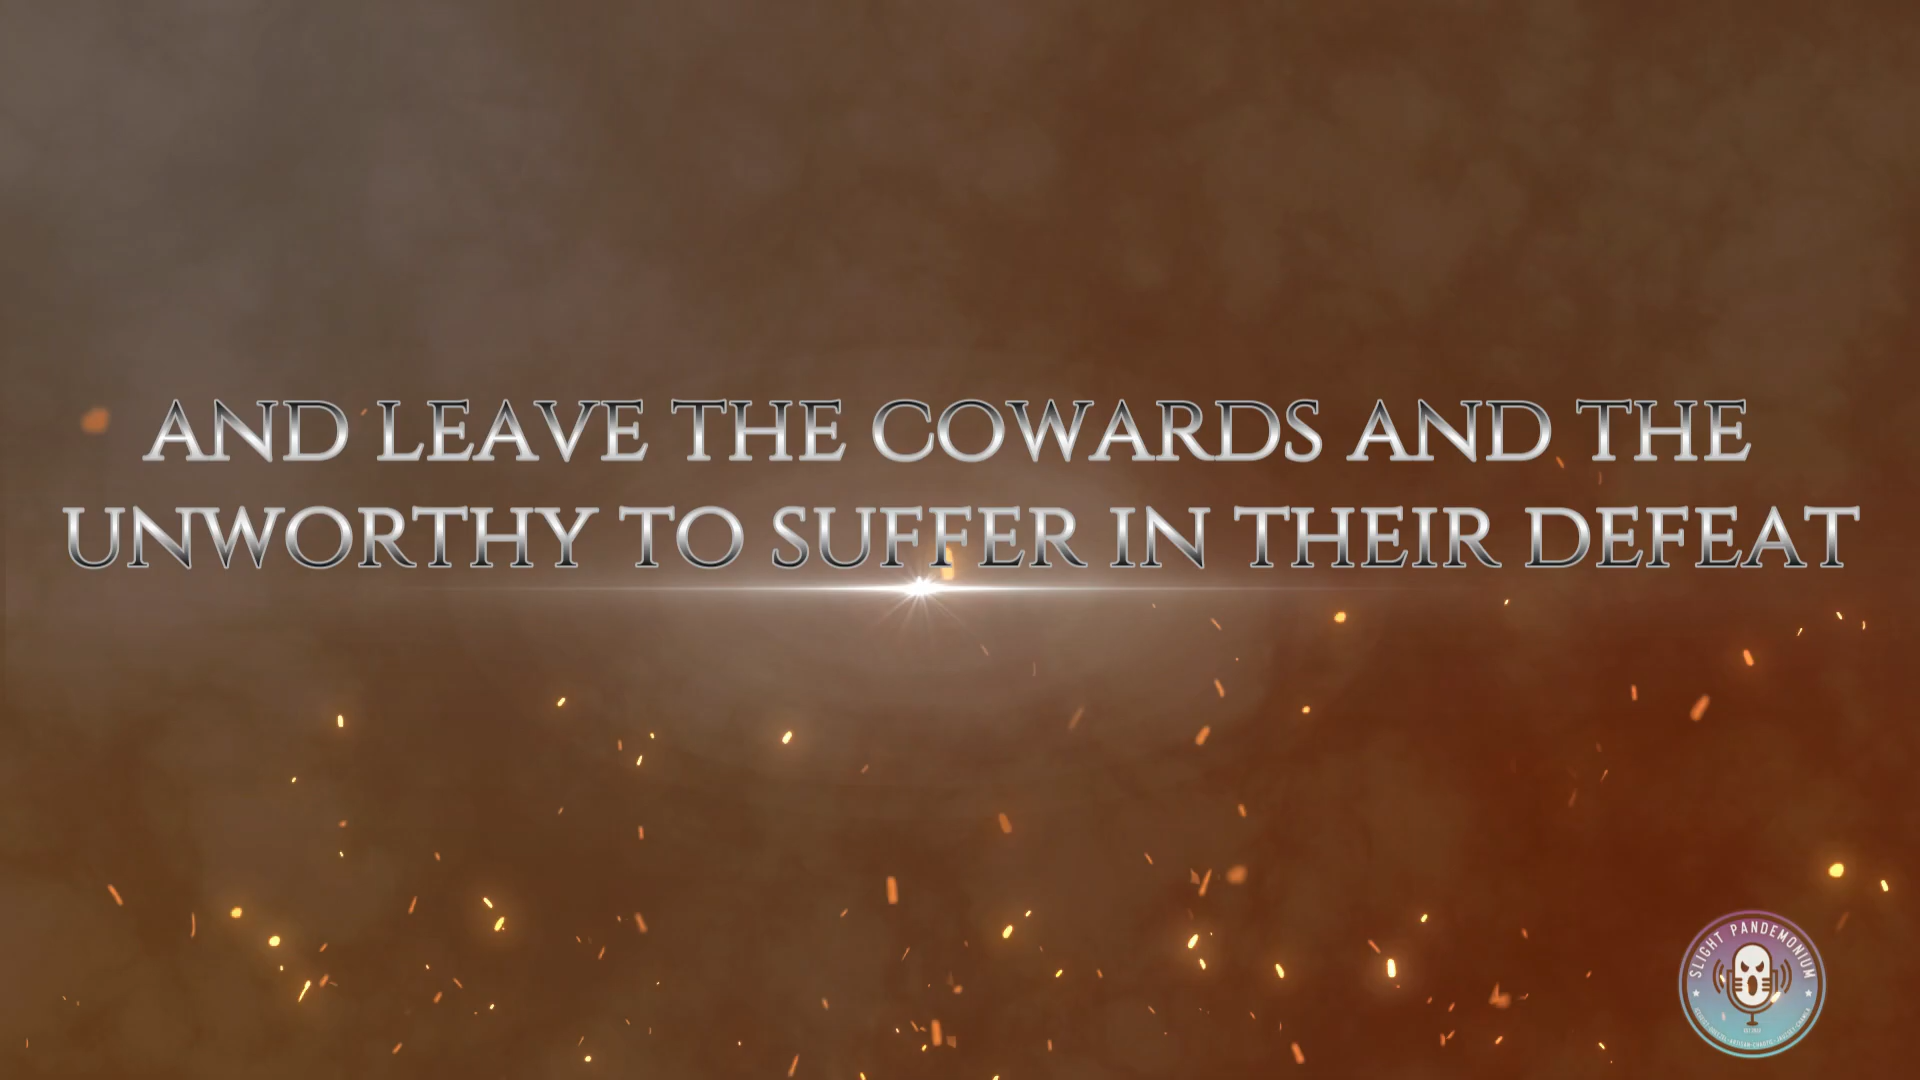 AND LEAVE THE COWARDS AND THE
UNWORTHY TO SUFFER IN THEIR DEFEAT
SLIGHT PANDEMONIUM